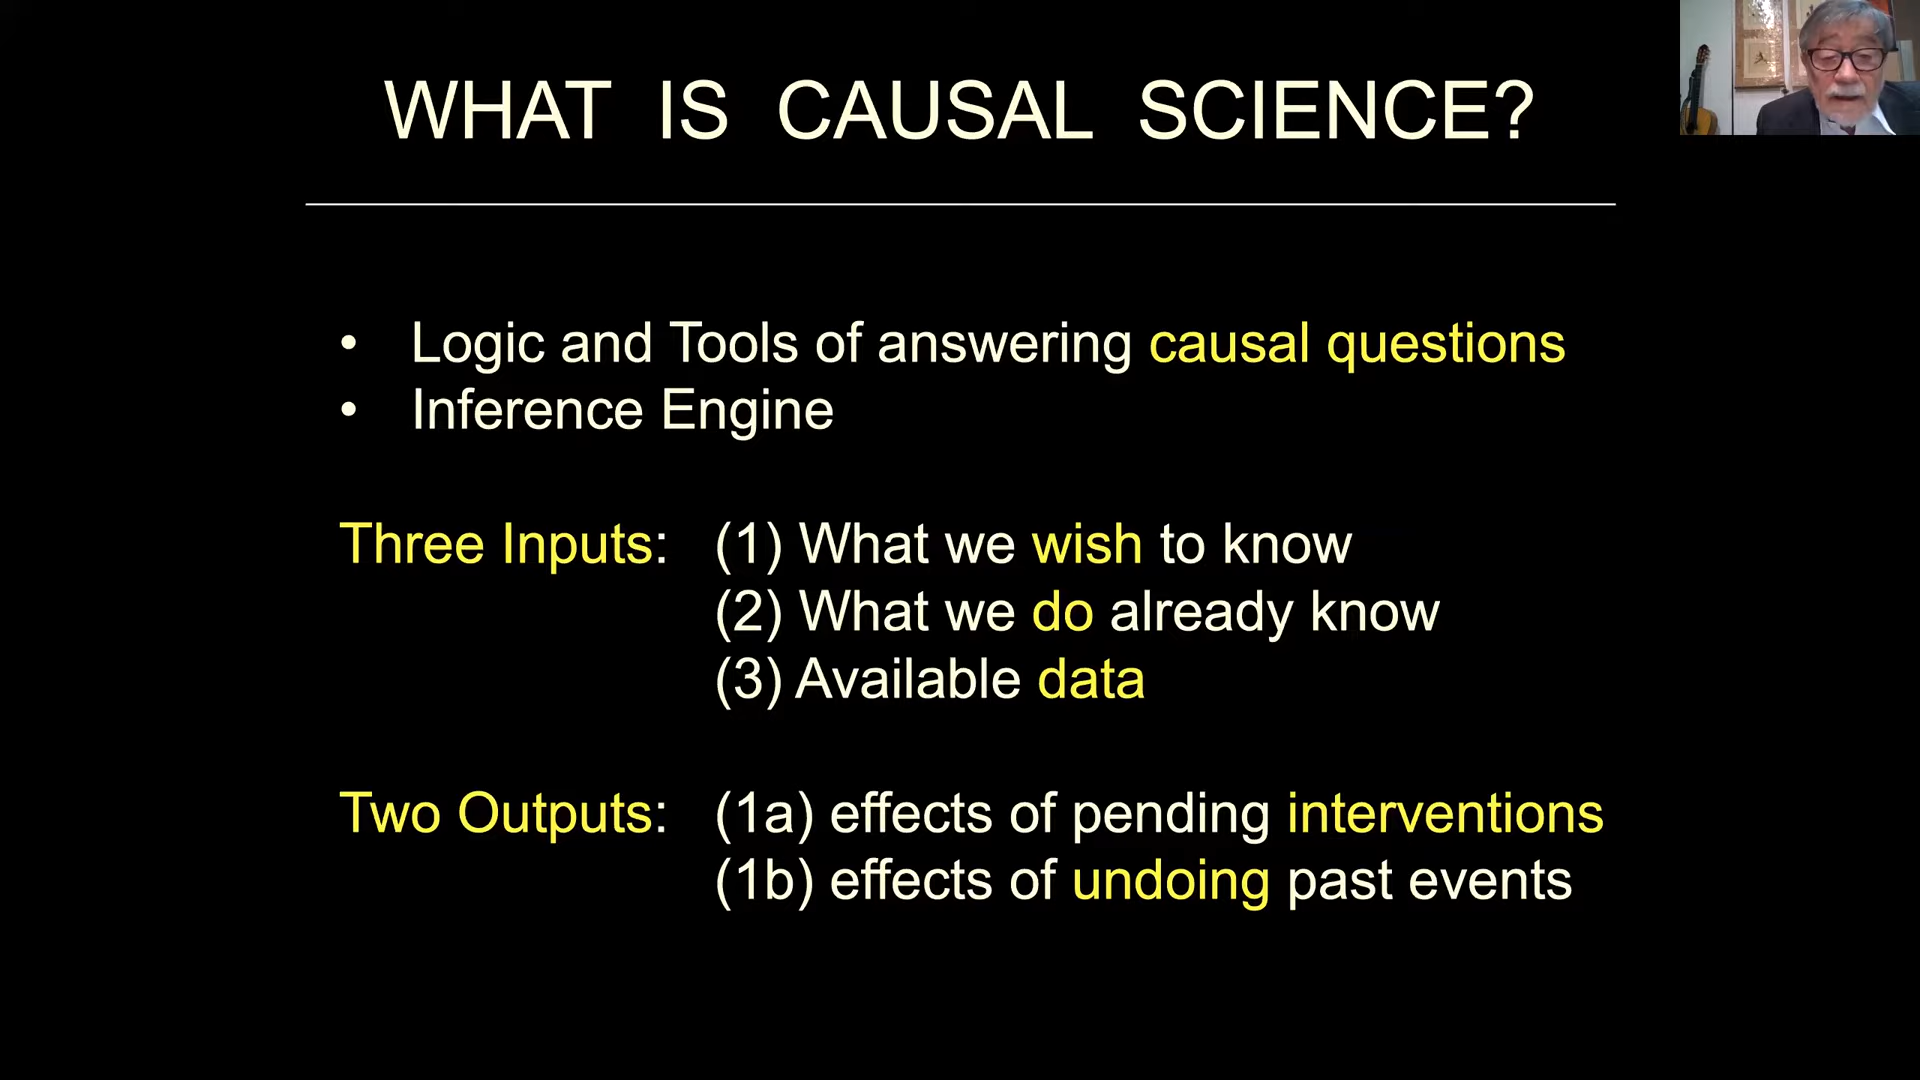 WHAT IS CAUSAL SCIENCE?
• Logic and Tools of answering causal questions
• Inference Engine
Three Inputs: (1) What we wish to know
(2) What we do already know
(3) Available data
Two Outputs: (1a) effects of pending interventions
(1b) effects of undoing past events